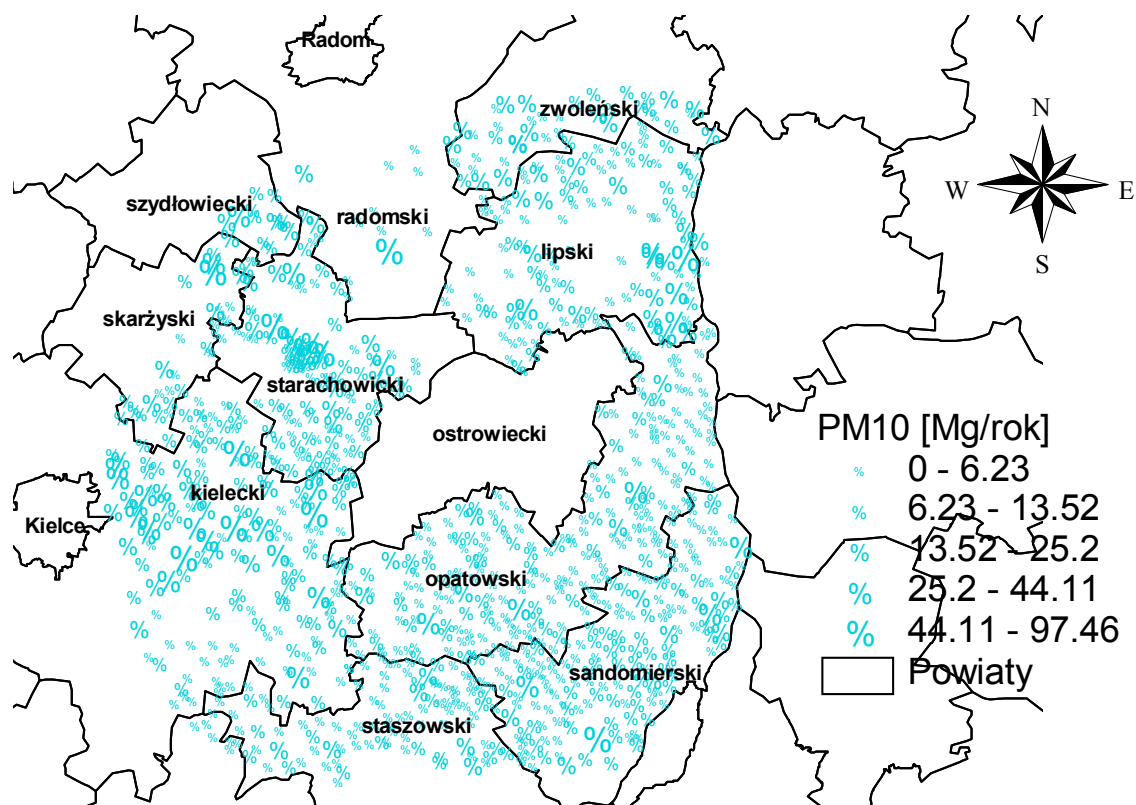 Radom
zwoleński
N
szydłowiecki
W
E
radomski
lipski
S
skarżyski
starachowicki
ostrowiecki
PM10 [Mg/rok]
% 0 - 6.23
kielecki
% 6.23 - 13.52
Kielce
% 13.52 - 25.2
opatowski
% 25.2 - 44.11
% 44.11 - 97.46
sandomierski
Powiaty
staszowski